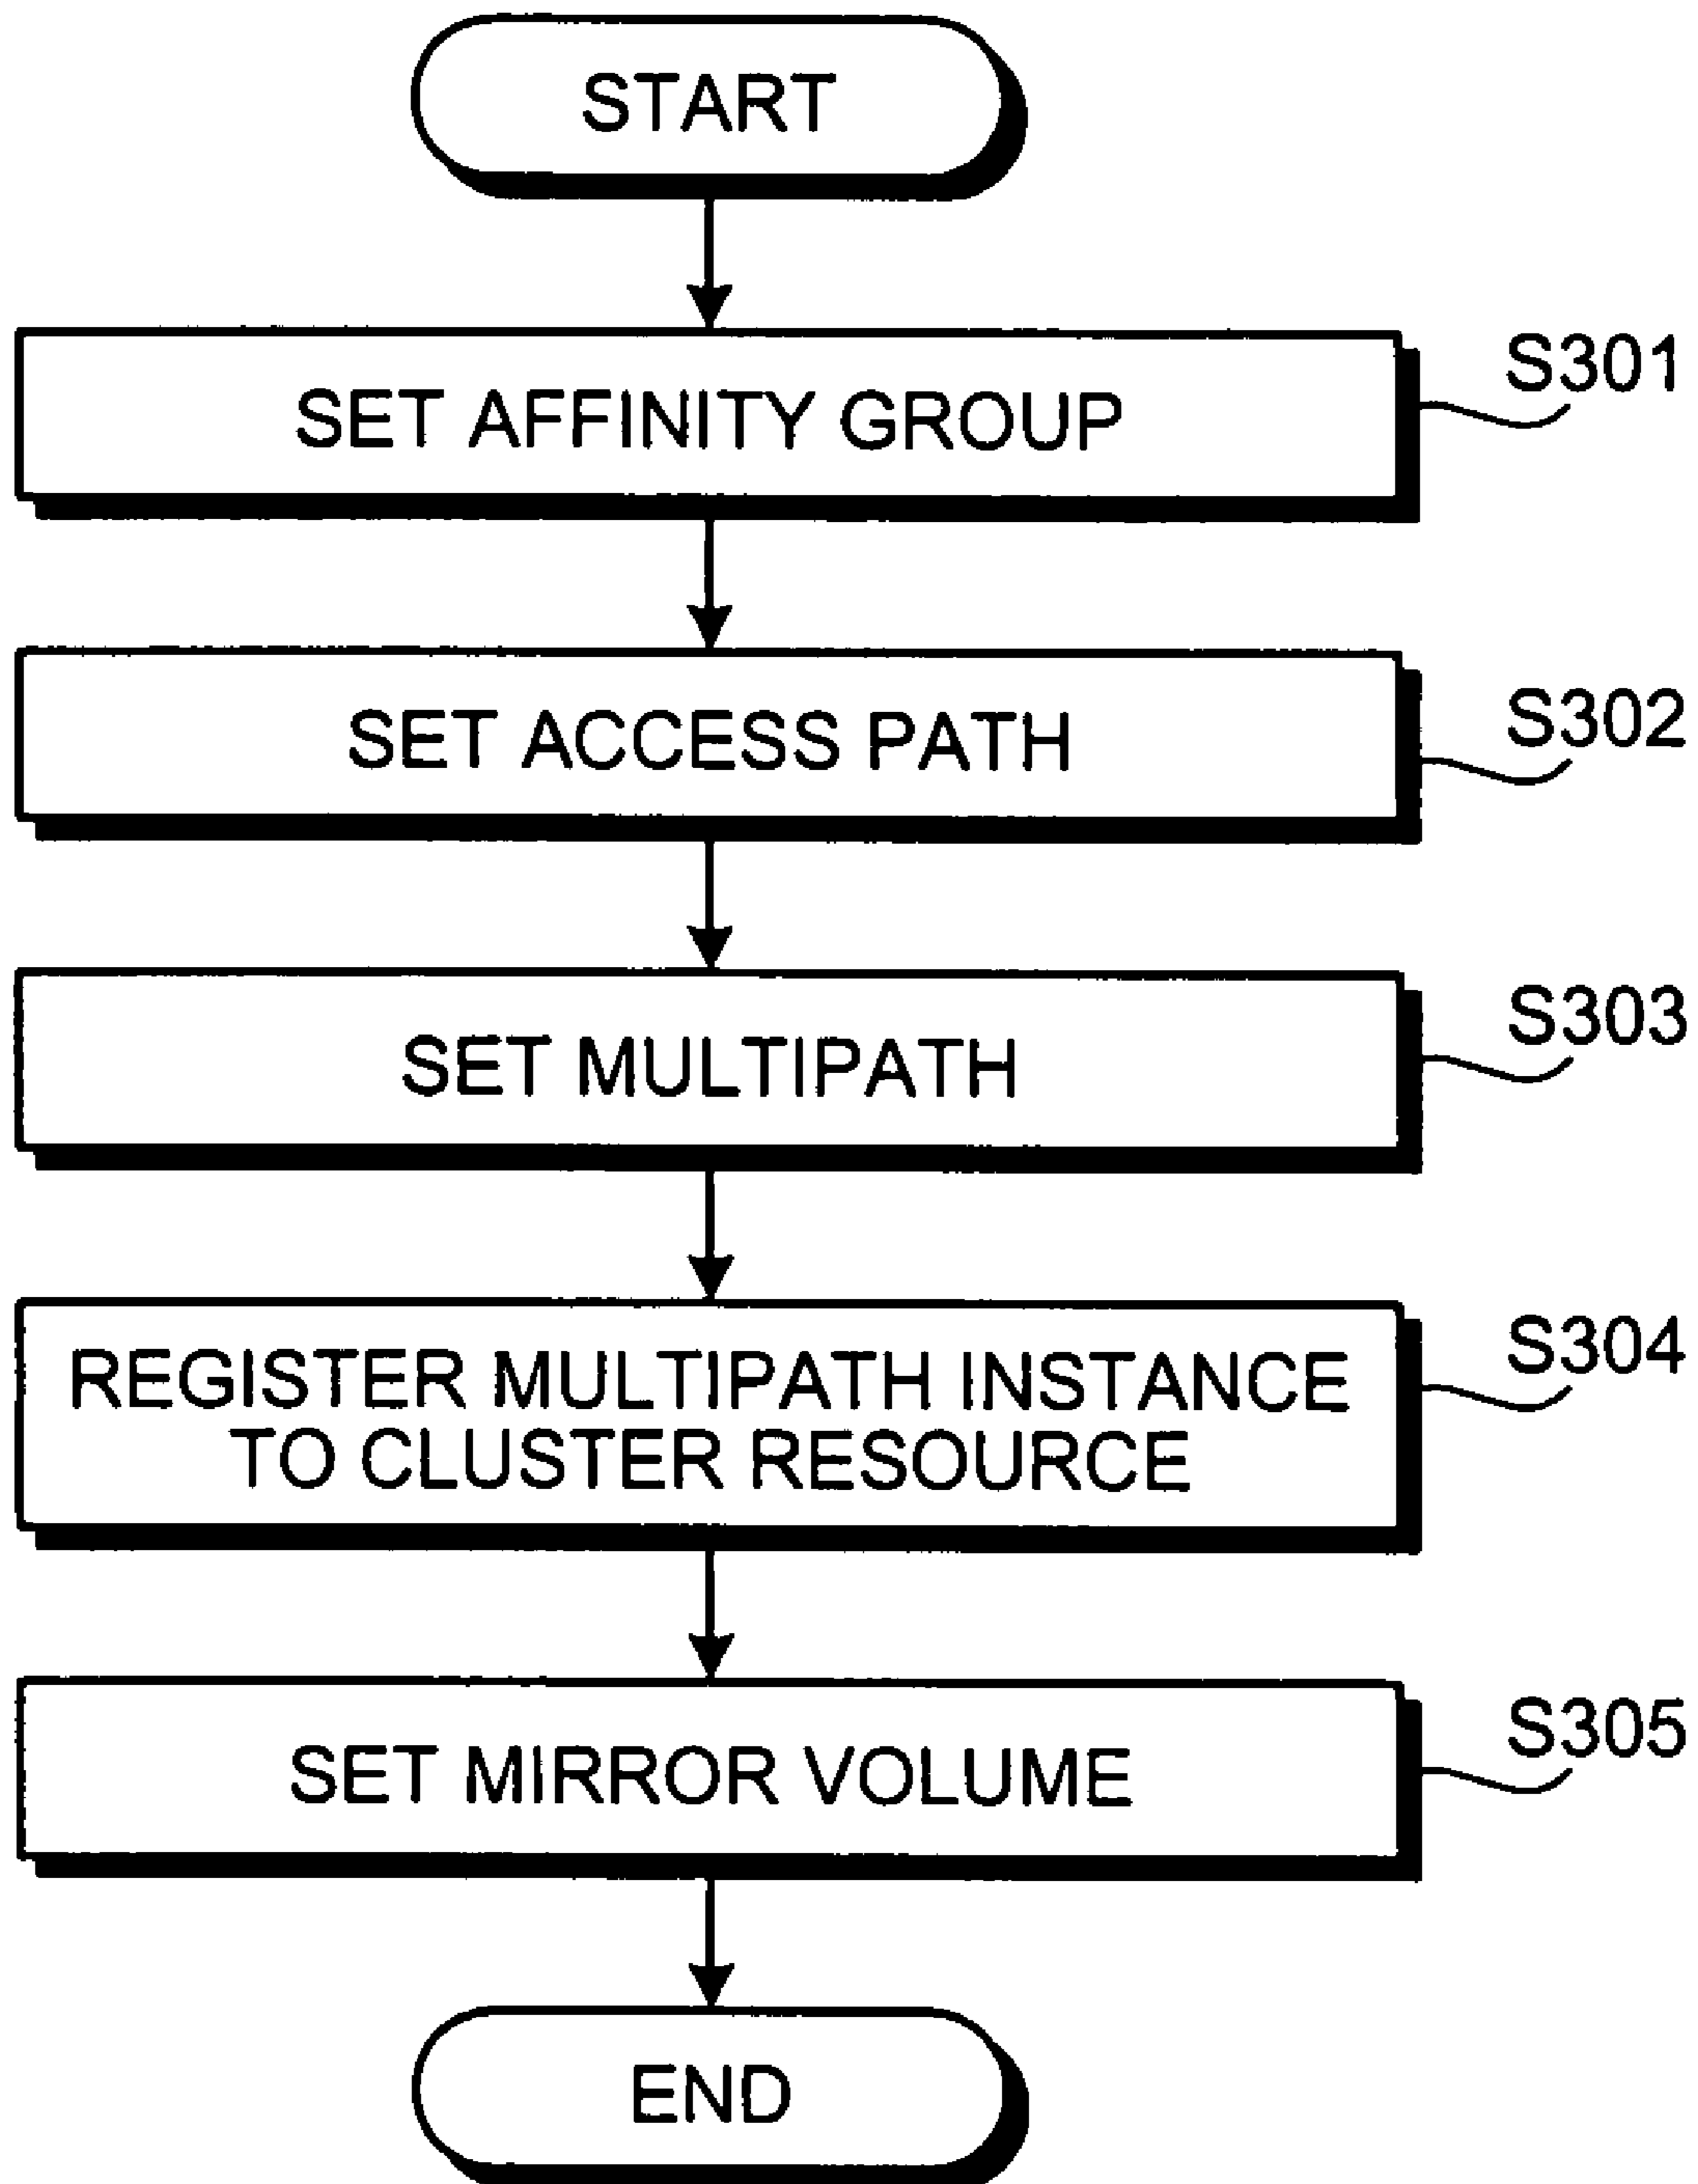 START
SET AFFINITY GROUP
S301
SET ACCESS PATH
S302
SET MULTIPATH
S303
REGISTER MULTIPATH INSTANCE
TO CLUSTER RESOURCE
S304
SET MIRROR VOLUME
S305
END